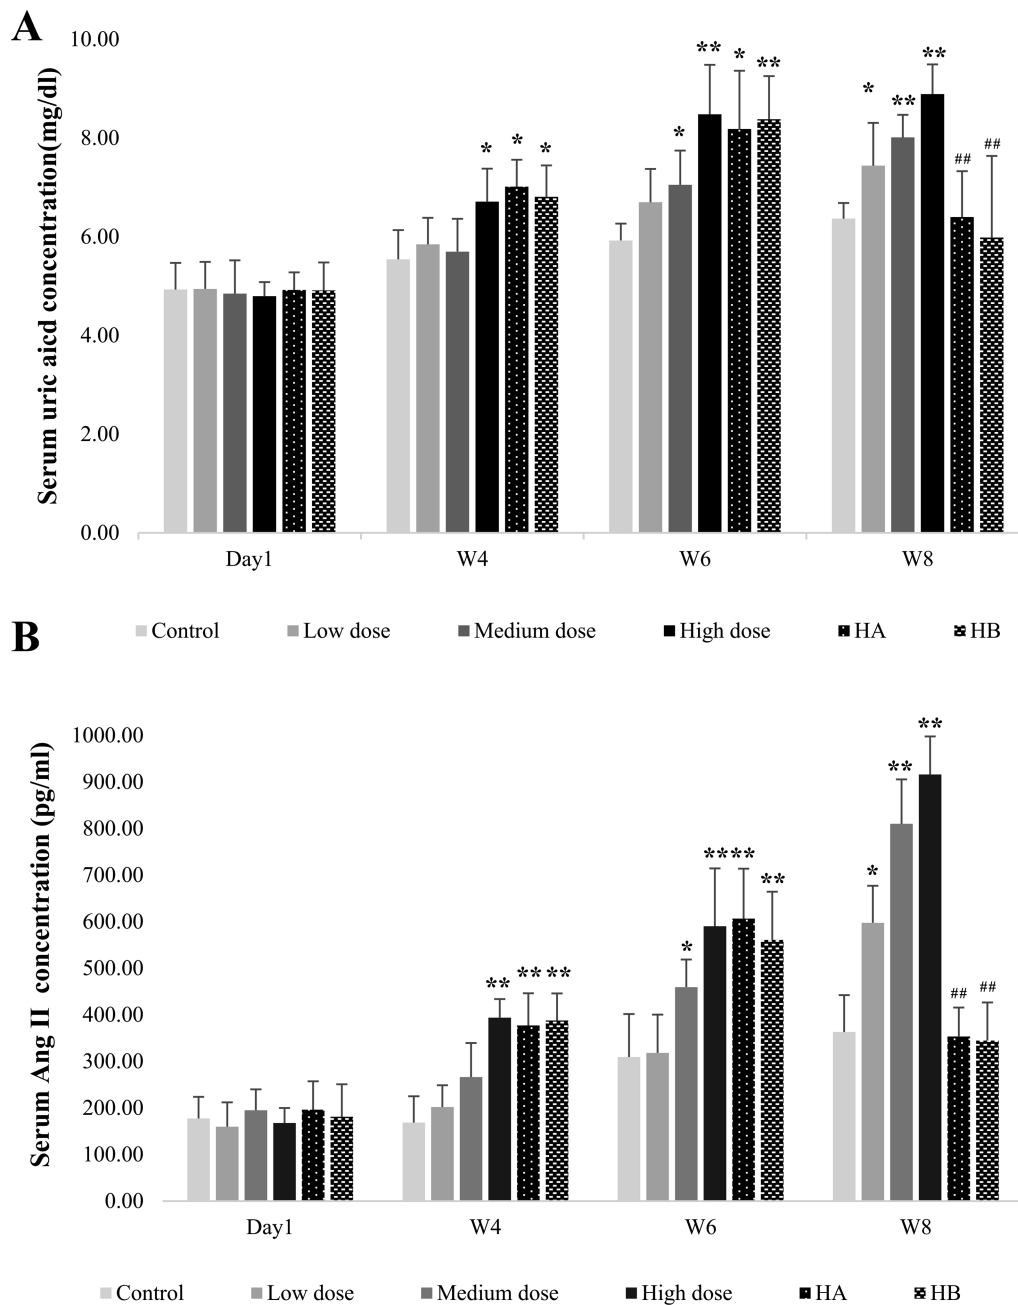 A
Serum uric aicd concentration(mg/dl)
10.00
8.00
6.00
4.00
2.00
0.00
* * *
* ** * **
* ** ** ## ##
Day1 W4 W6 W8
Control Low dose Medium dose High dose HA HB
B
Serum Ang II concentration (pg/ml)
1000.00
900.00
800.00
700.00
600.00
500.00
400.00
300.00
200.00
100.00
0.00
** ** **
* **** **
* ** ** ## ##
Day1 W4 W6 W8
Control Low dose Medium dose High dose HA HB